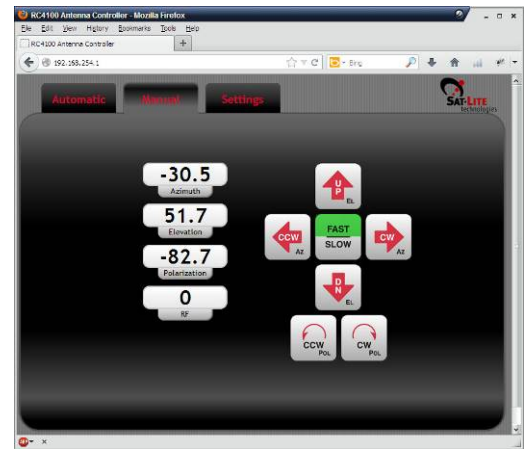 RC4100 Antenna Controller - Mozilla Firefox
File Edit View History Bookmarks Tools Help
RC4100 Antenna Controller
+
192.168.254.1
Bing
Automatic
Manual
Settings
SAT-LITE
Technologies
-30.5
Azimuth
51.7
Elevation
-82.7
Polarization
0
RF
UP
EL
CCW
AZ
FAST
SLOW
CW
AZ
DN
EL
CCW
POL
CW
POL
ABP
x